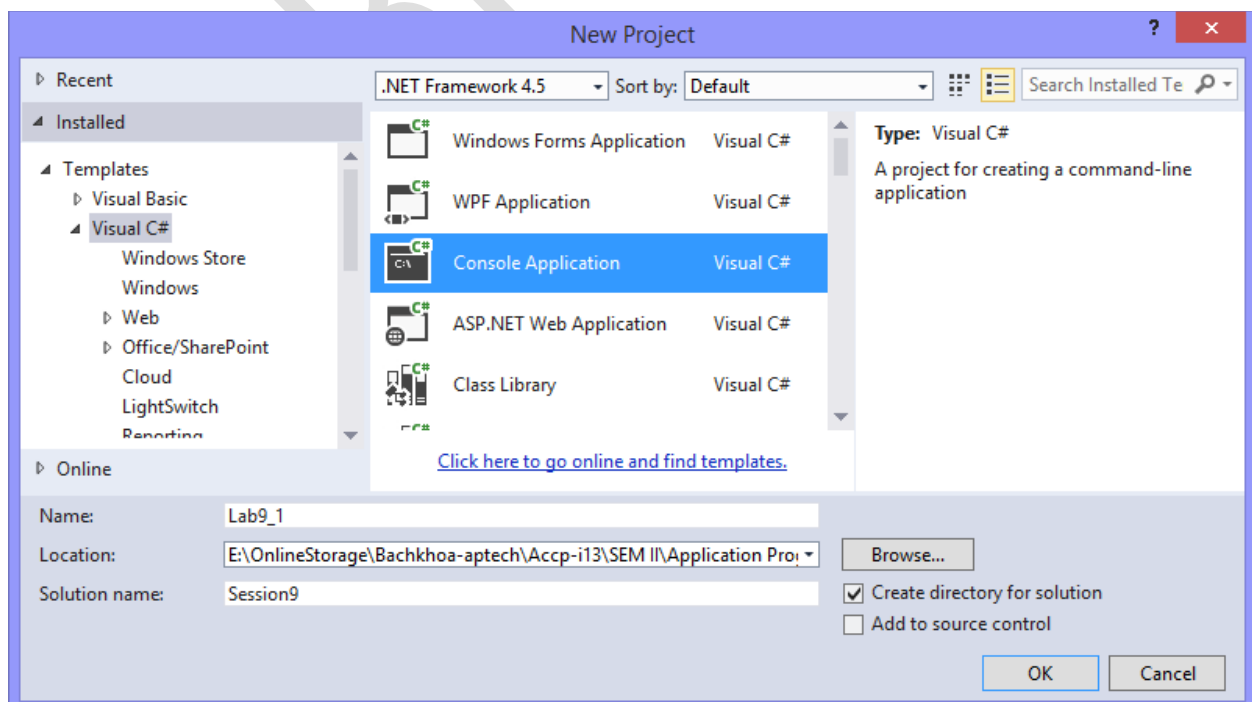 New Project
?
Recent
.NET Framework 4.5
Sort by:
Default
Search Installed Te
Installed
Templates
Visual Basic
Visual C#
Windows Store
Windows
Web
Office/SharePoint
Cloud
LightSwitch
Reporting
Online
C# Windows Forms Application Visual C#
C# WPF Application Visual C#
C# C:\ Console Application Visual C#
C# ASP.NET Web Application Visual C#
C# Class Library Visual C#
C#
Click here to go online and find templates.
Type: Visual C#
A project for creating a command-line
application
Name: Lab9_1
Location: E:\OnlineStorage\Bachkhoa-aptech\Accp-i13\SEM II\Application Prog
Browse...
Solution name: Session9
Create directory for solution
Add to source control
OK
Cancel